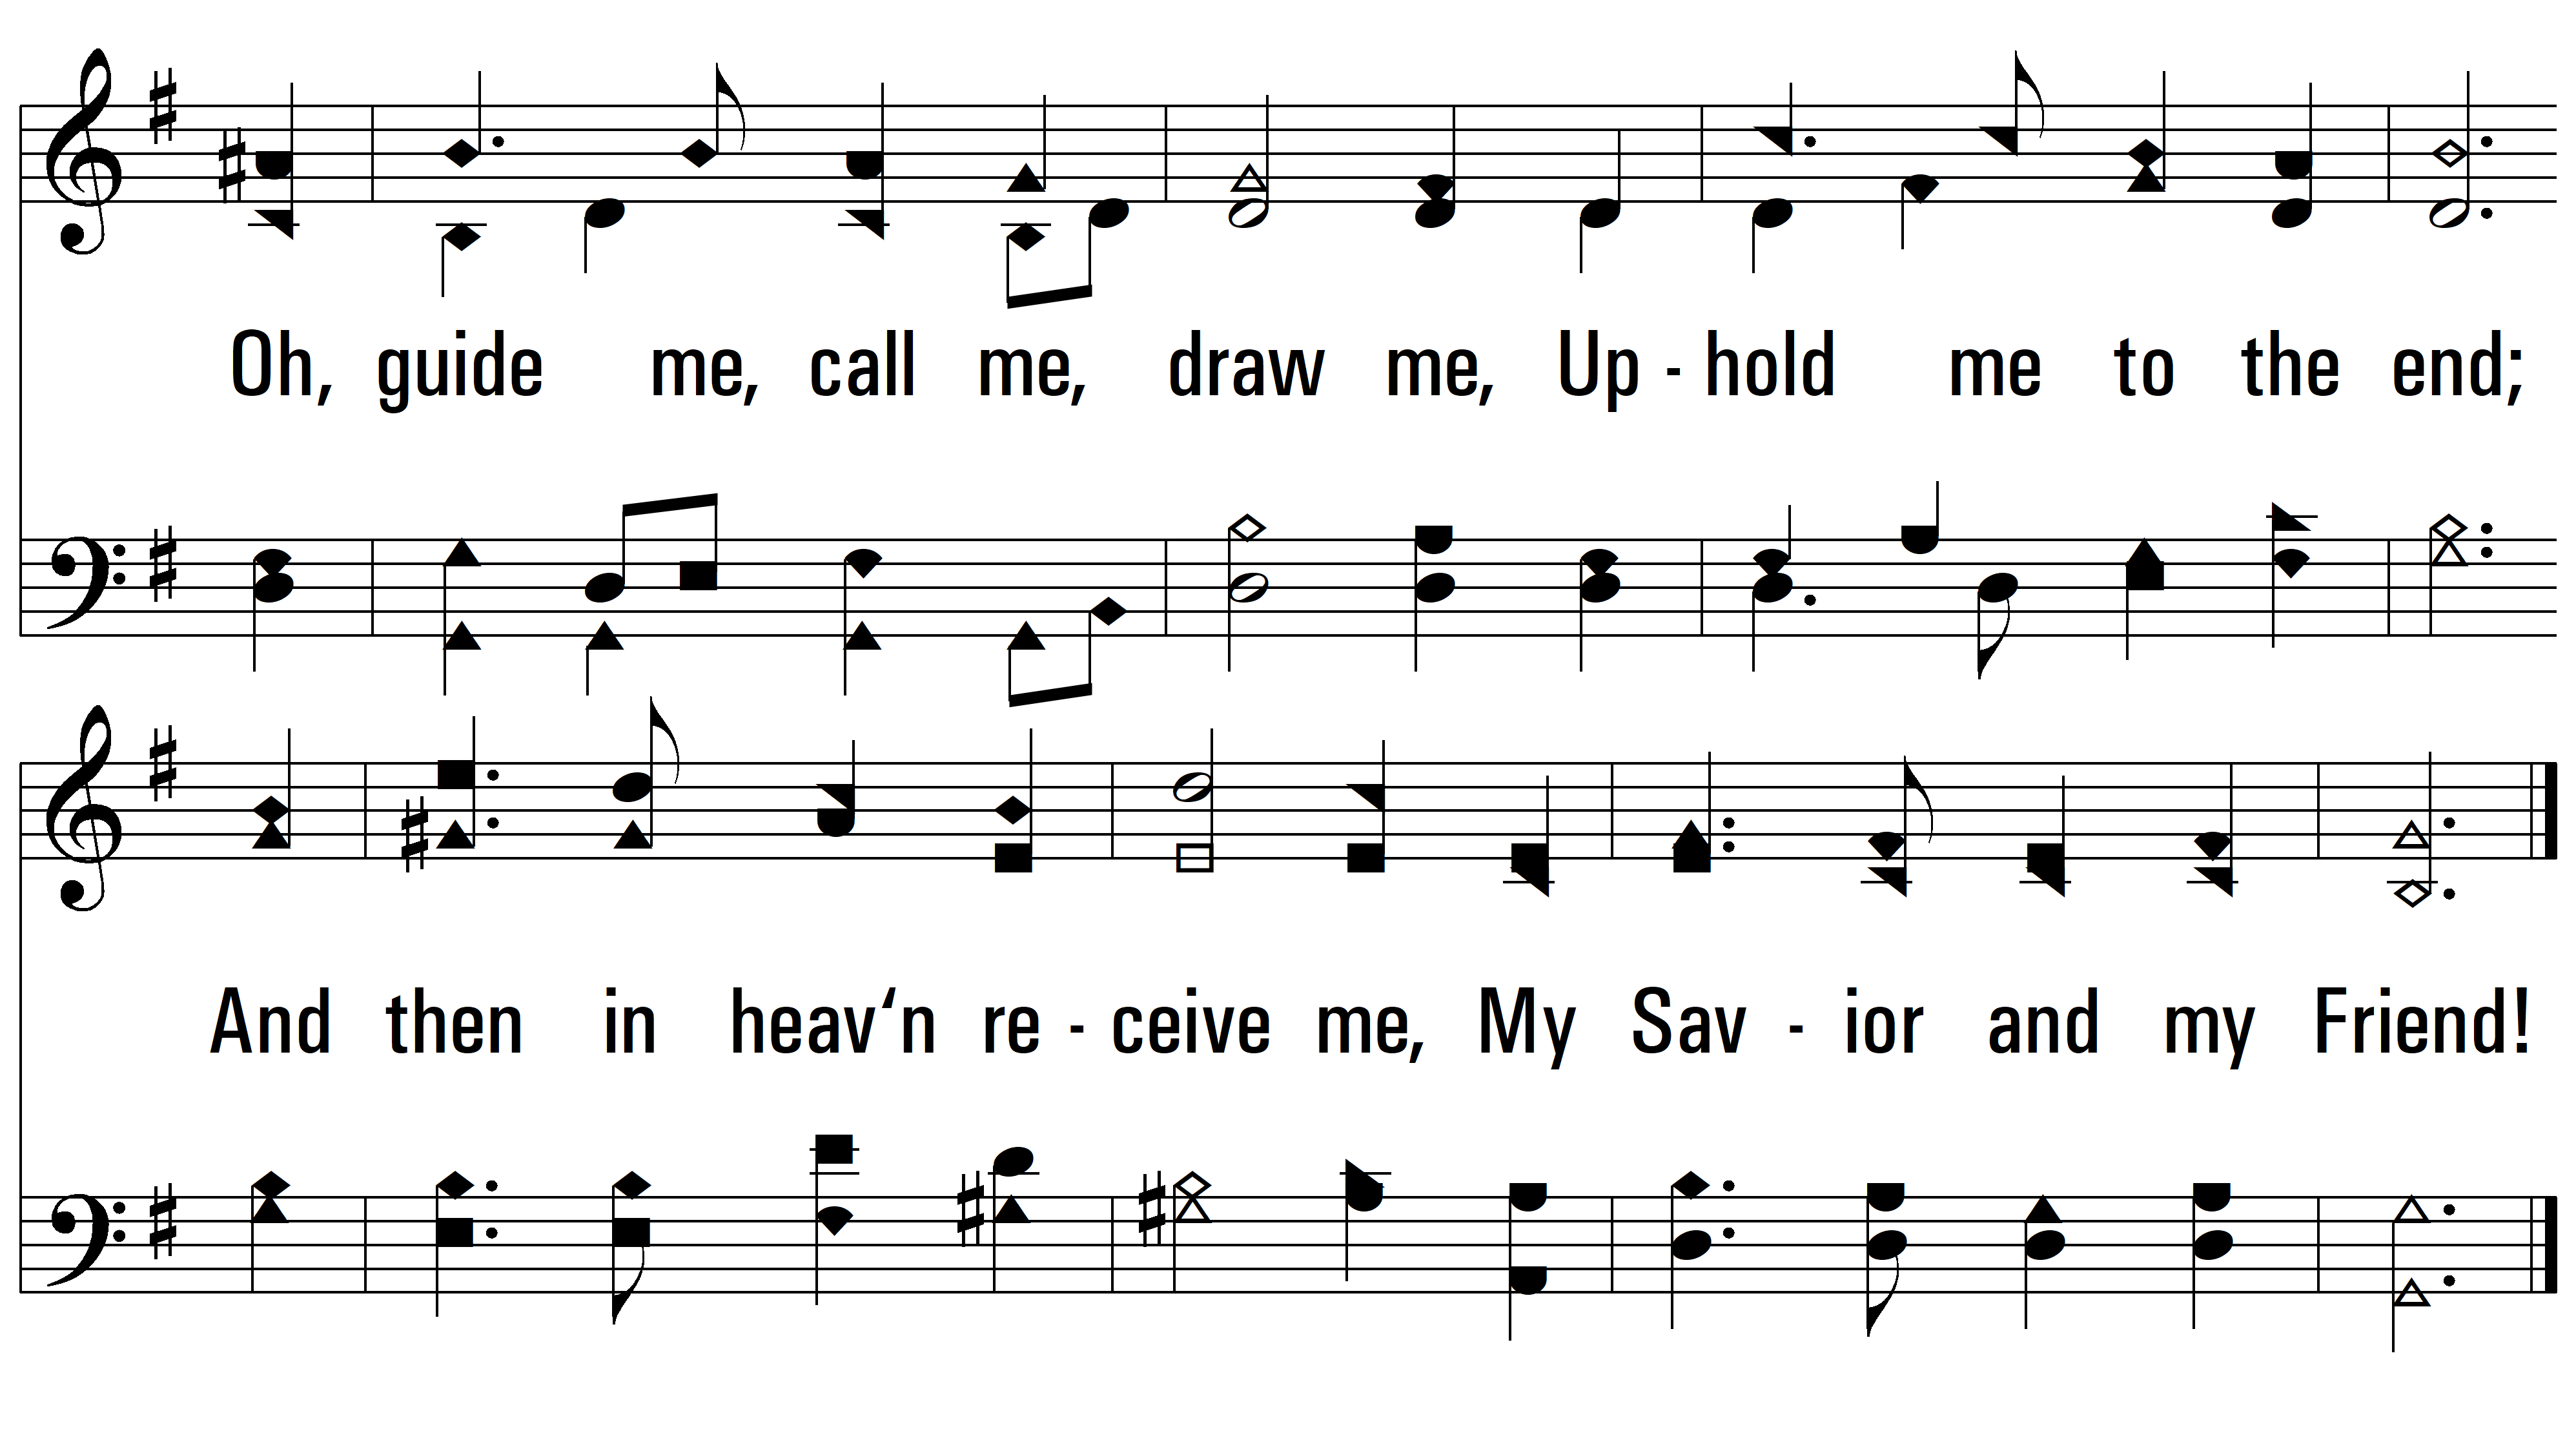 Oh, guide me, call me, draw me, Up - hold me to the end;
And then in heav‘n re - ceive me, My Sav - ior and my Friend!